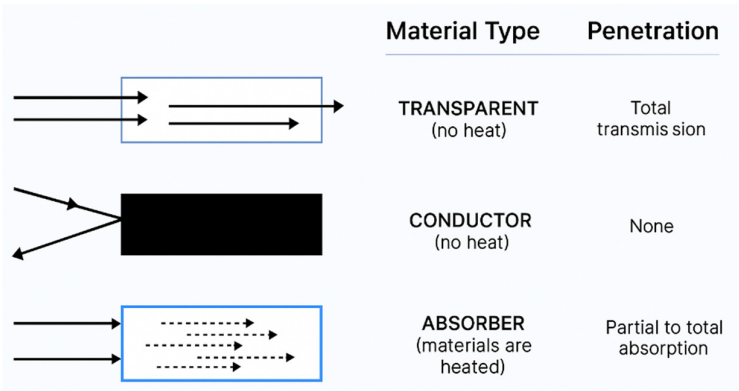 Material Type Penetration
TRANSPARENT
(no heat)
Total
transmis sion
CONDUCTOR
(no heat)
None
ABSORBER
(materials are
heated)
Partial to total
absorption